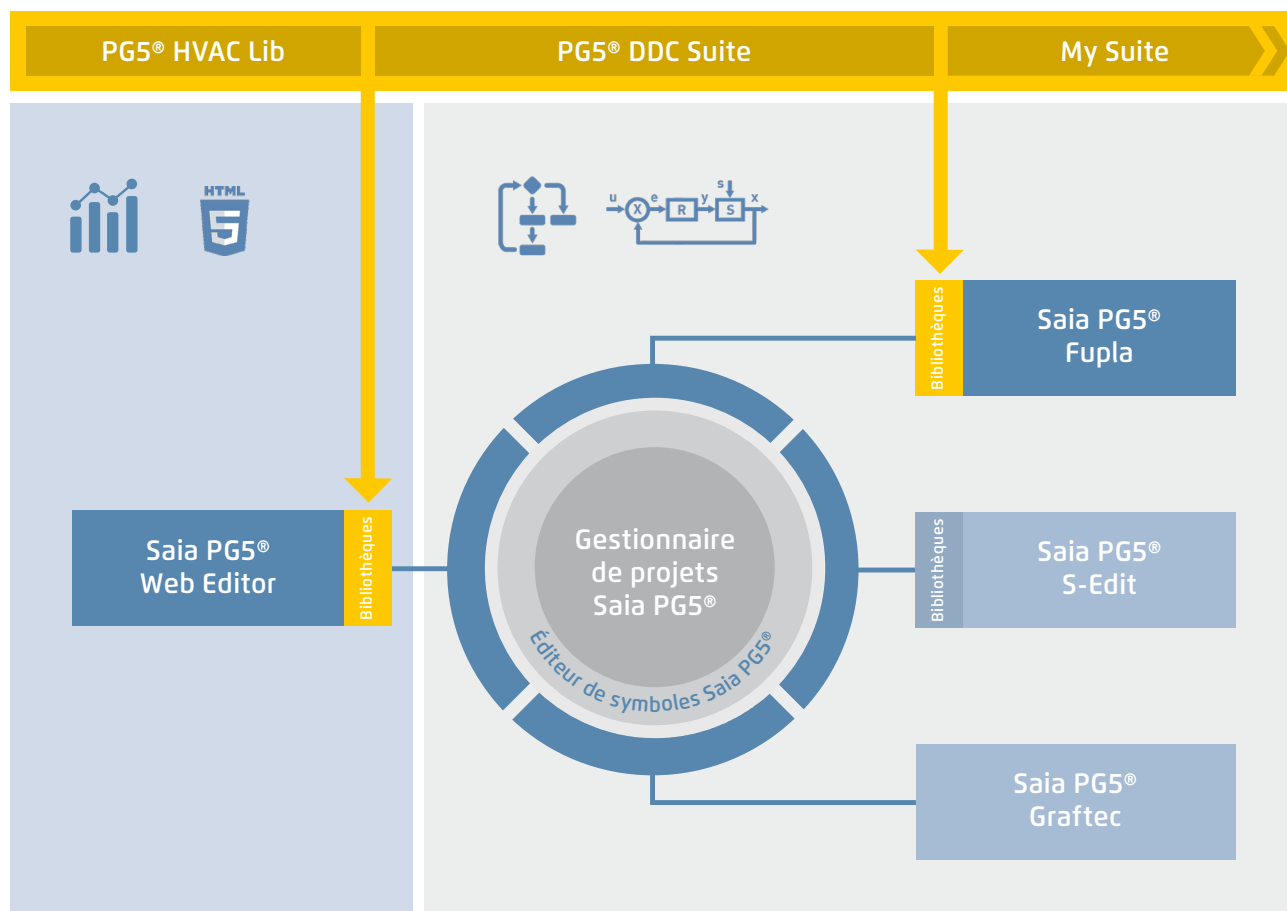 PG5® HVAC Lib
PG5® DDC Suite
My Suite
HTML
5
u
e
y
s
x
X
R
S
Bibliothèques
Saia PG5®
Fupla
Saia PG5®
Web Editor
Bibliothèques
Gestionnaire
de projets
Saia PG5®
Éditeur de symboles Saia PG5®
Bibliothèques
Saia PG5®
S-Edit
Saia PG5®
Graftec